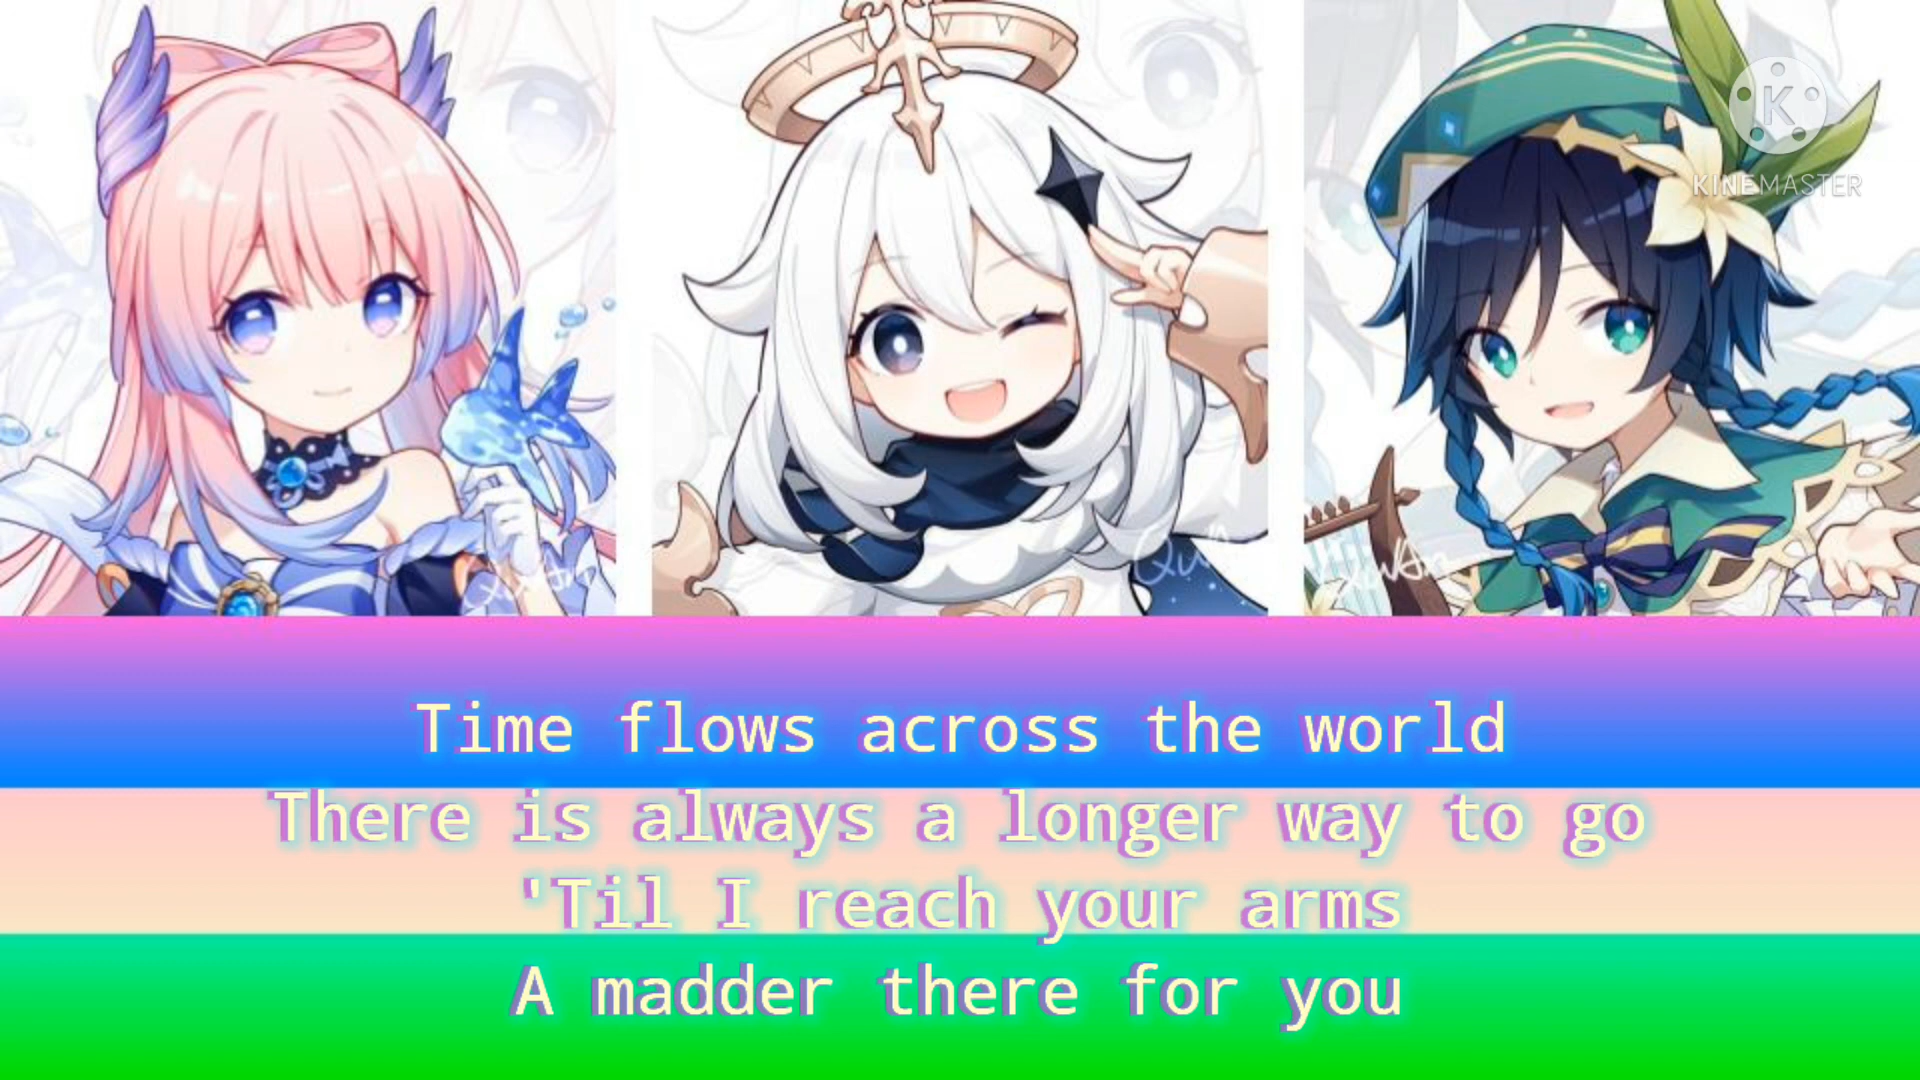 KINEMASTER
Time flows across the world
There is always a longer way to go
'Til I reach your arms
A madder there for you